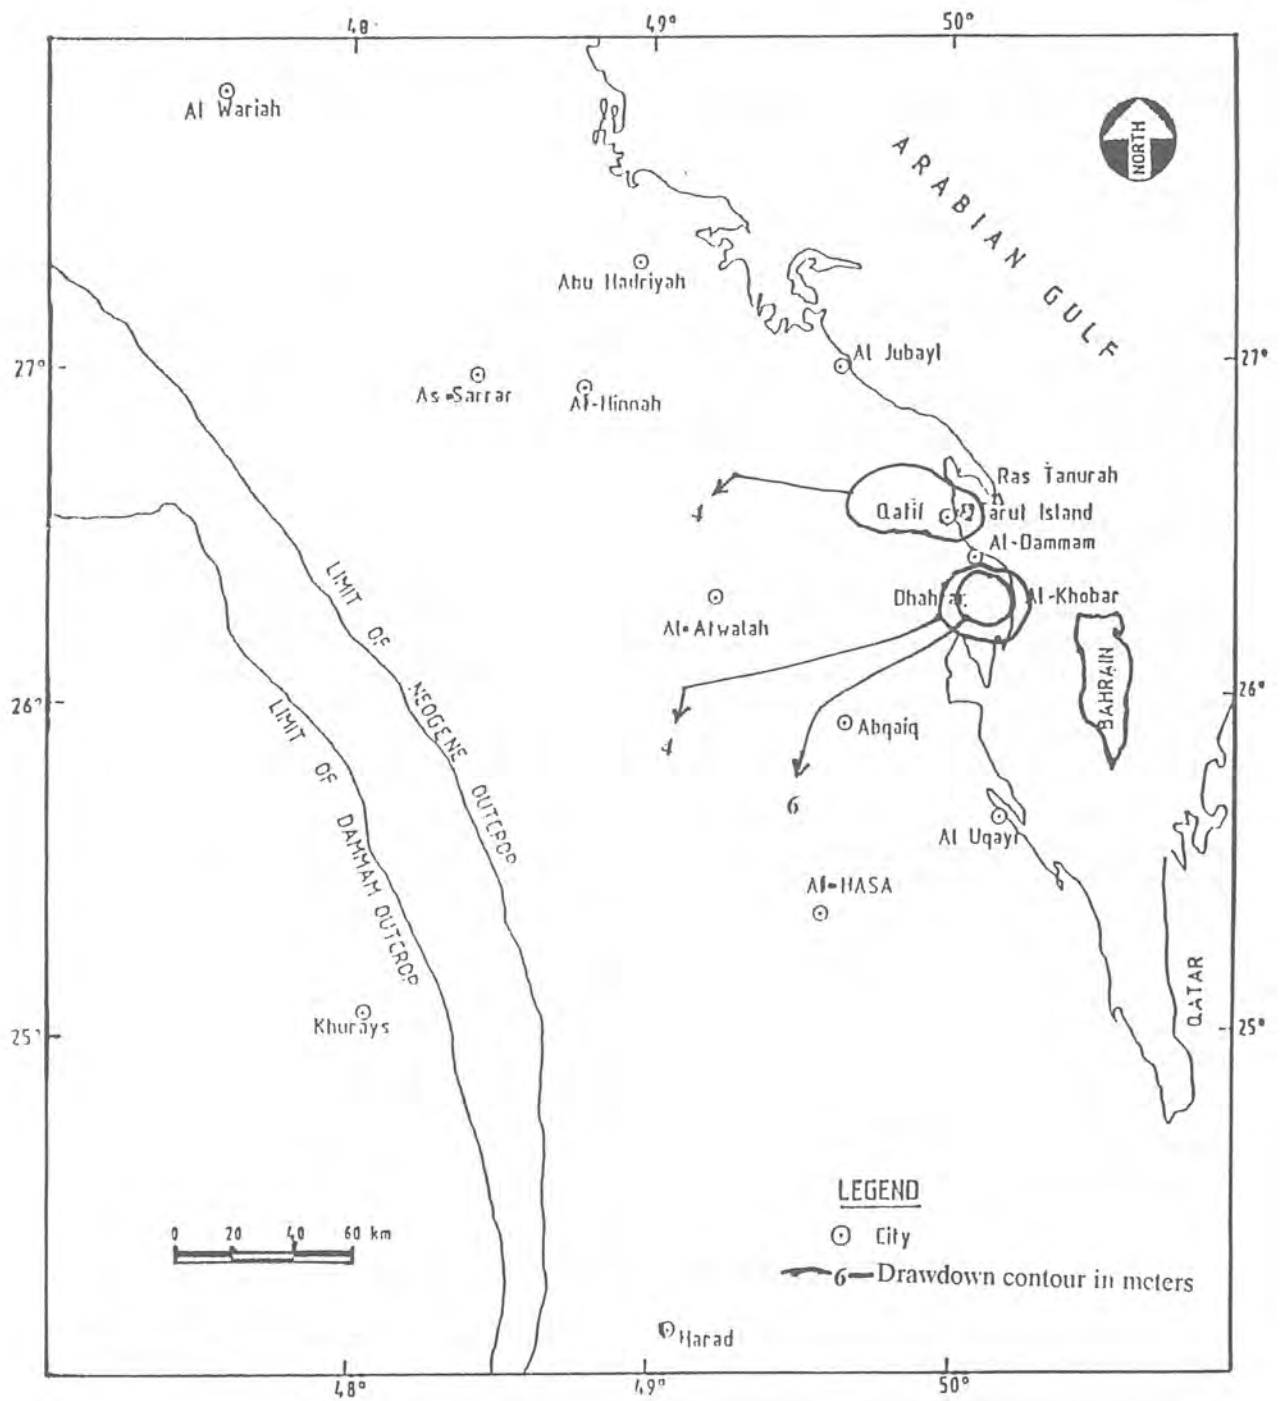 48
49°
50°
Al Wariah
NORTH
ARABIAN GULF
Abu Hadriyah
27°
27°
Al Jubayl
As-Sarrar
Al-Hinnah
Ras Tanurah
4
Qatif
Tarut Island
Al-Dammam
Dhahran
Al-Khobar
Al-Atwalah
LIMIT OF NEOGENE OUTCROP
BAHRAIN
26°
26°
4
Abqaiq
LIMIT OF DAMMAM OUTCROP
6
Al Uqayr
Al-HASA
QATAR
Khurays
25°
25°
LEGEND
0 20 40 60 km
City
6 Drawdown contour in meters
Harad
48°
49°
50°